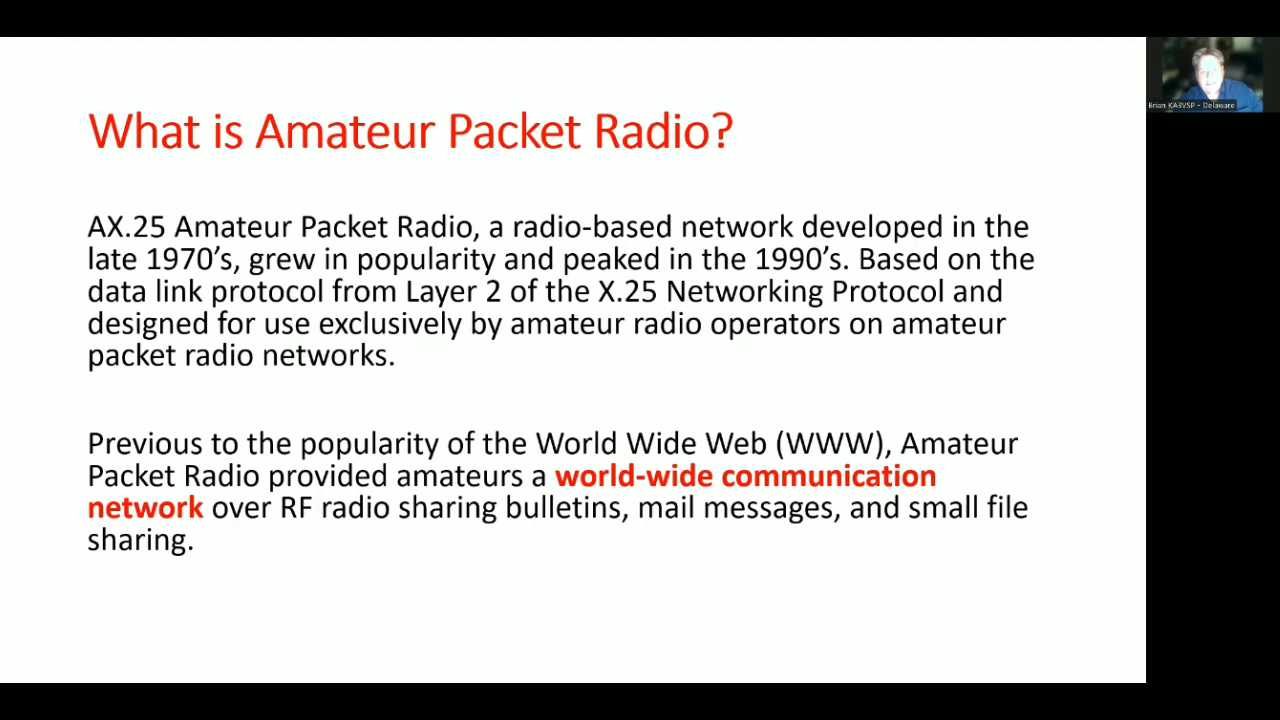 What is Amateur Packet Radio?
AX.25 Amateur Packet Radio, a radio-based network developed in the
late 1970’s, grew in popularity and peaked in the 1990’s. Based on the
data link protocol from Layer 2 of the X.25 Networking Protocol and
designed for use exclusively by amateur radio operators on amateur
packet radio networks.
Previous to the popularity of the World Wide Web (WWW), Amateur
Packet Radio provided amateurs a world-wide communication
network over RF radio sharing bulletins, mail messages, and small file
sharing.
Brian KA3VSP - Delaware